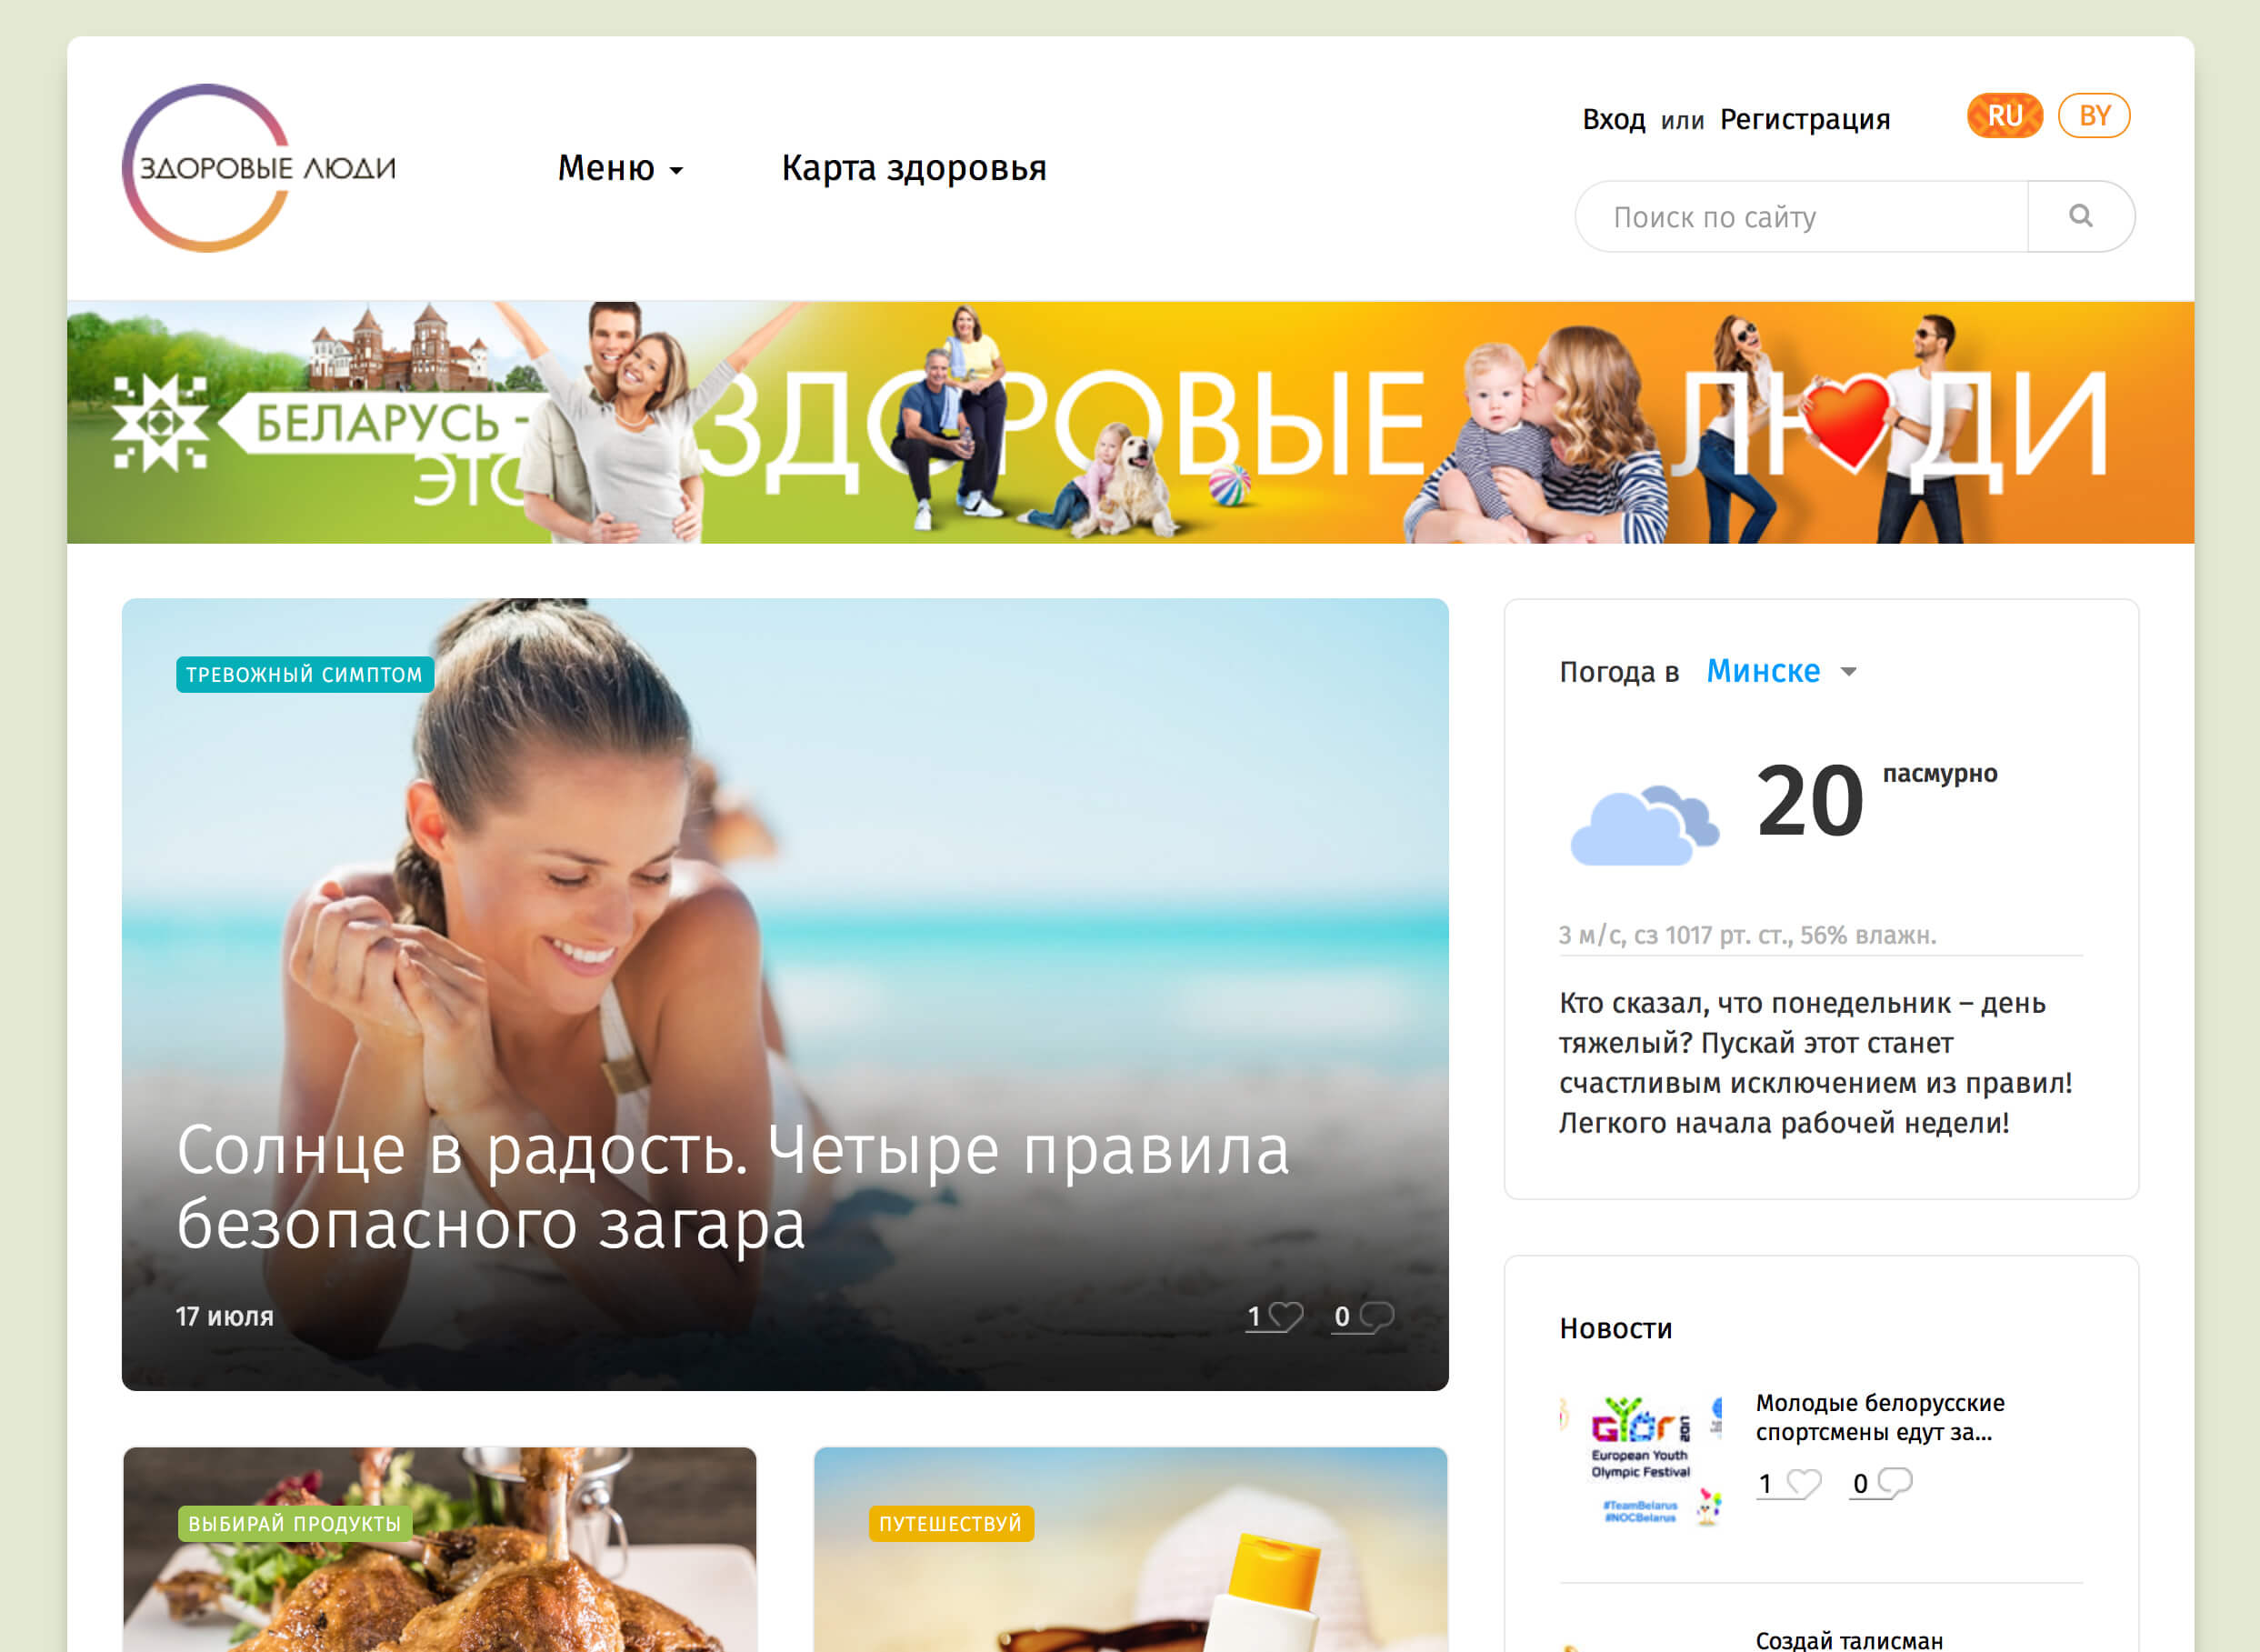 ЗДОРОВЫЕ ЛЮДИ
Меню
Карта здоровья
Вход или Регистрация
RU
BY
Поиск по сайту
БЕЛАРУСЬ -
ЭТО
ЗДОРОВЫЕ ЛЮДИ
ТРЕВОЖНЫЙ СИМПТОМ
Солнце в радость. Четыре правила
безопасного загара
17 июля
1
0
ВЫБИРАЙ ПРОДУКТЫ
ПУТЕШЕСТВУЙ
Погода в Минске
20
пасмурно
3 м/с, сз 1017 рт. ст., 56% влажн.
Кто сказал, что понедельник – день
тяжелый? Пускай этот станет
счастливым исключением из правил!
Легкого начала рабочей недели!
Новости
GYŐR 2017
European Youth
Olympic Festival
#TeamBelarus
#NOCBelarus
Молодые белорусские
спортсмены едут за...
1
0
Создай талисман